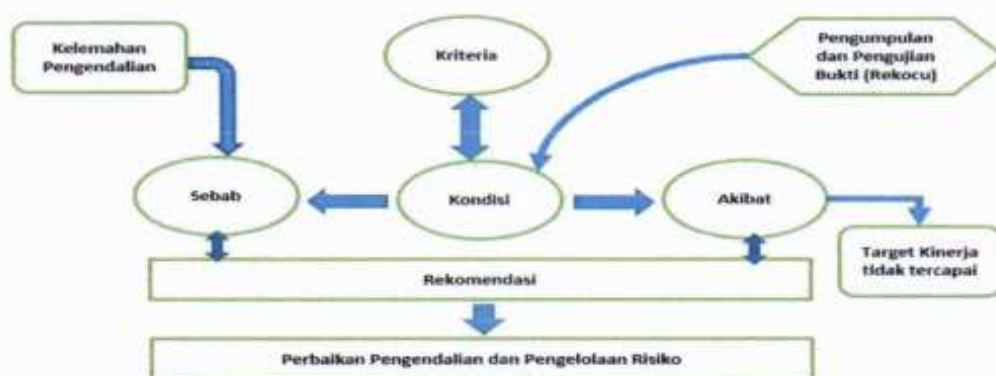 Kelemahan
Pengendalian
Kriteria
Pengumpulan
dan Pengujian
Bukti (Rekocu)
Sebab
Kondisi
Akibat
Target Kinerja
tidak tercapai
Rekomendasi
Perbaikan Pengendalian dan Pengelolaan Risiko